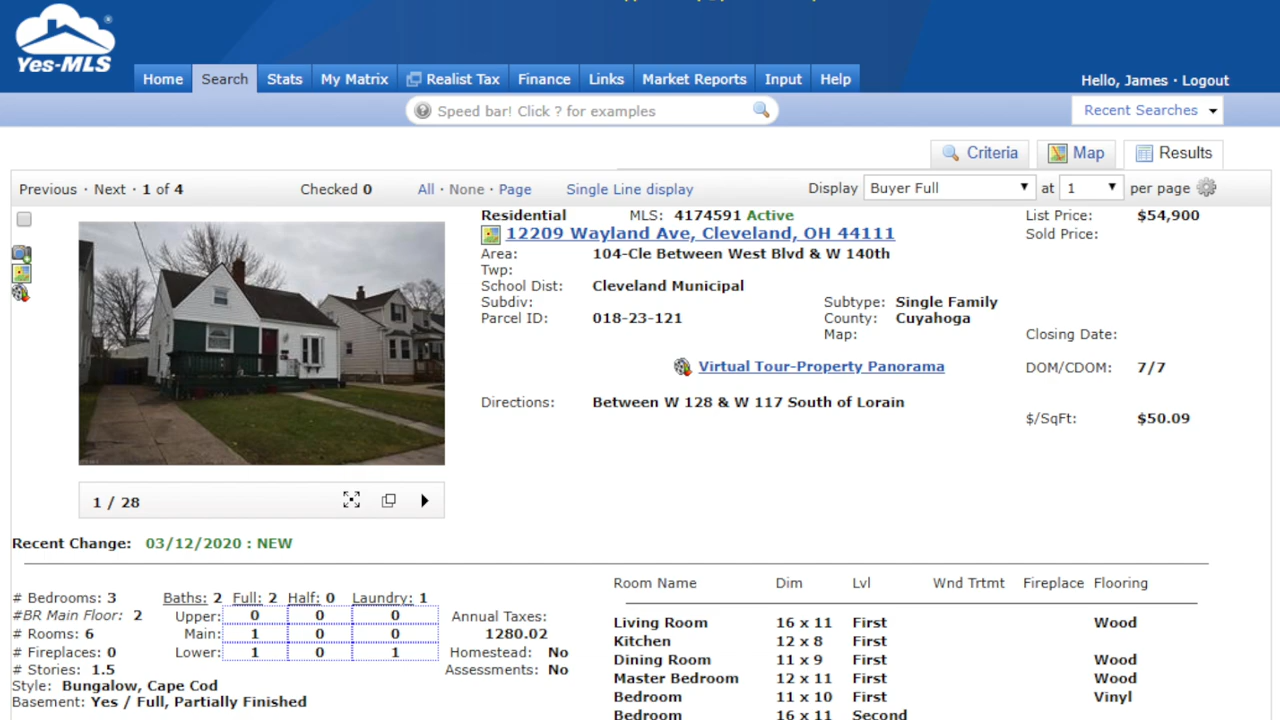 Yes-MLS®
Home Search Stats My Matrix Realist Tax Finance Links Market Reports Input Help
Hello, James · Logout
Speed bar! Click ? for examples
Recent Searches
Criteria Map Results
Previous · Next · 1 of 4 Checked 0 All · None · Page Single Line display Display Buyer Full at 1 per page
Residential MLS: 4174591 Active List Price: $54,900
12209 Wayland Ave, Cleveland, OH 44111 Sold Price:
Area: 104-Cle Between West Blvd & W 140th
Twp:
School Dist: Cleveland Municipal
Subdiv: Subtype: Single Family
Parcel ID: 018-23-121 County: Cuyahoga
Map: Closing Date:
Virtual Tour-Property Panorama DOM/CDOM: 7/7
Directions: Between W 128 & W 117 South of Lorain
$/SqFt: $50.09
1 / 28
Recent Change: 03/12/2020 : NEW
# Bedrooms: 3 Baths: 2 Full: 2 Half: 0 Laundry: 1
#BR Main Floor: 2 Upper: 0 0 0 Annual Taxes:
# Rooms: 6 Main: 1 0 0 1280.02
# Fireplaces: 0 Lower: 1 0 1 Homestead: No
# Stories: 1.5 Assessments: No
Style: Bungalow, Cape Cod
Basement: Yes / Full, Partially Finished
Room Name Dim Lvl Wnd Trtmt Fireplace Flooring
Living Room 16 x 11 First Wood
Kitchen 12 x 8 First
Dining Room 11 x 9 First Wood
Master Bedroom 12 x 11 First Wood
Bedroom 11 x 10 First Vinyl
Bedroom 16 x 11 Second